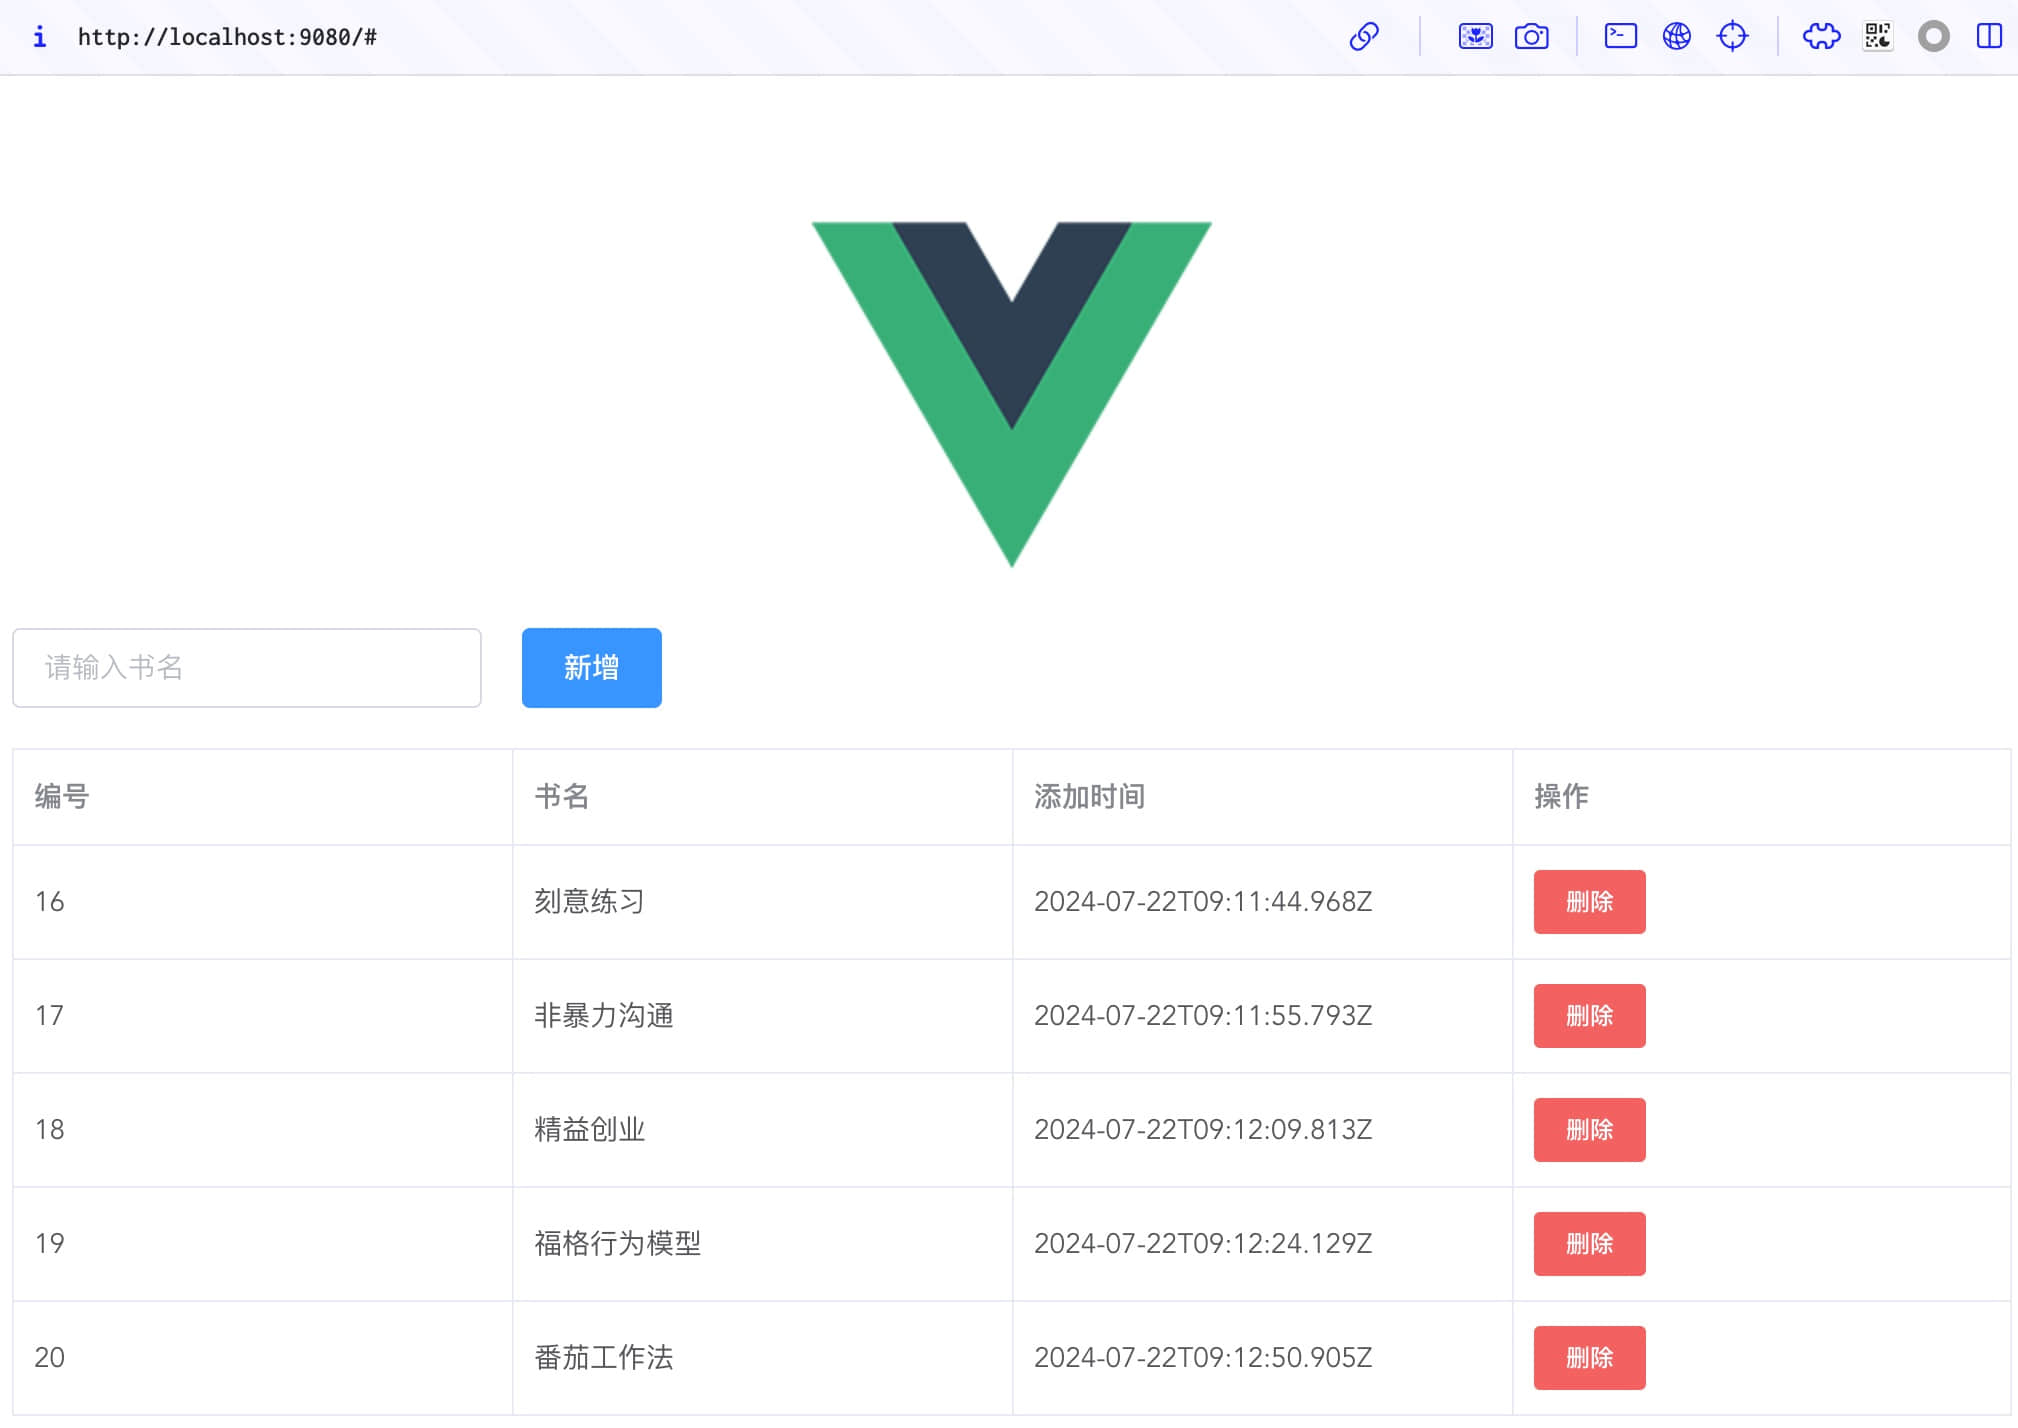 http://localhost:9080/#
请输入书名 新增
编号 书名 添加时间 操作
16 刻意练习 2024-07-22T09:11:44.968Z 删除
17 非暴力沟通 2024-07-22T09:11:55.793Z 删除
18 精益创业 2024-07-22T09:12:09.813Z 删除
19 福格行为模型 2024-07-22T09:12:24.129Z 删除
20 番茄工作法 2024-07-22T09:12:50.905Z 删除